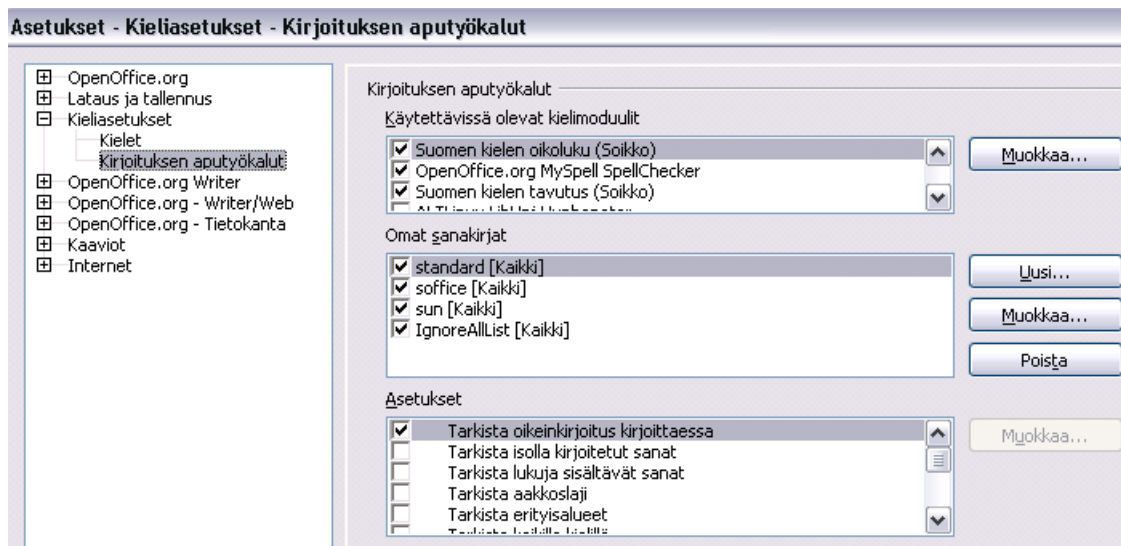 Asetukset - Kieliasetukset - Kirjoituksen aputyökalut
OpenOffice.org
Lataus ja tallennus
Kieliasetukset
Kielet
Kirjoituksen aputyökalut
OpenOffice.org Writer
OpenOffice.org - Writer/Web
OpenOffice.org - Tietokanta
Kaaviot
Internet
Kirjoituksen aputyökalut
Käytettävissä olevat kielimoduulit
Suomen kielen oikoluku (Soikko)
OpenOffice.org MySpell SpellChecker
Suomen kielen tavutus (Soikko)
Muokkaa...
Omat sanakirjat
standard [Kaikki]
soffice [Kaikki]
sun [Kaikki]
IgnoreAllList [Kaikki]
Uusi...
Muokkaa...
Poista
Asetukset
Tarkista oikeinkirjoitus kirjoittaessa
Tarkista isolla kirjoitetut sanat
Tarkista lukuja sisältävät sanat
Tarkista aakkoslaji
Tarkista erityisalueet
Muokkaa...